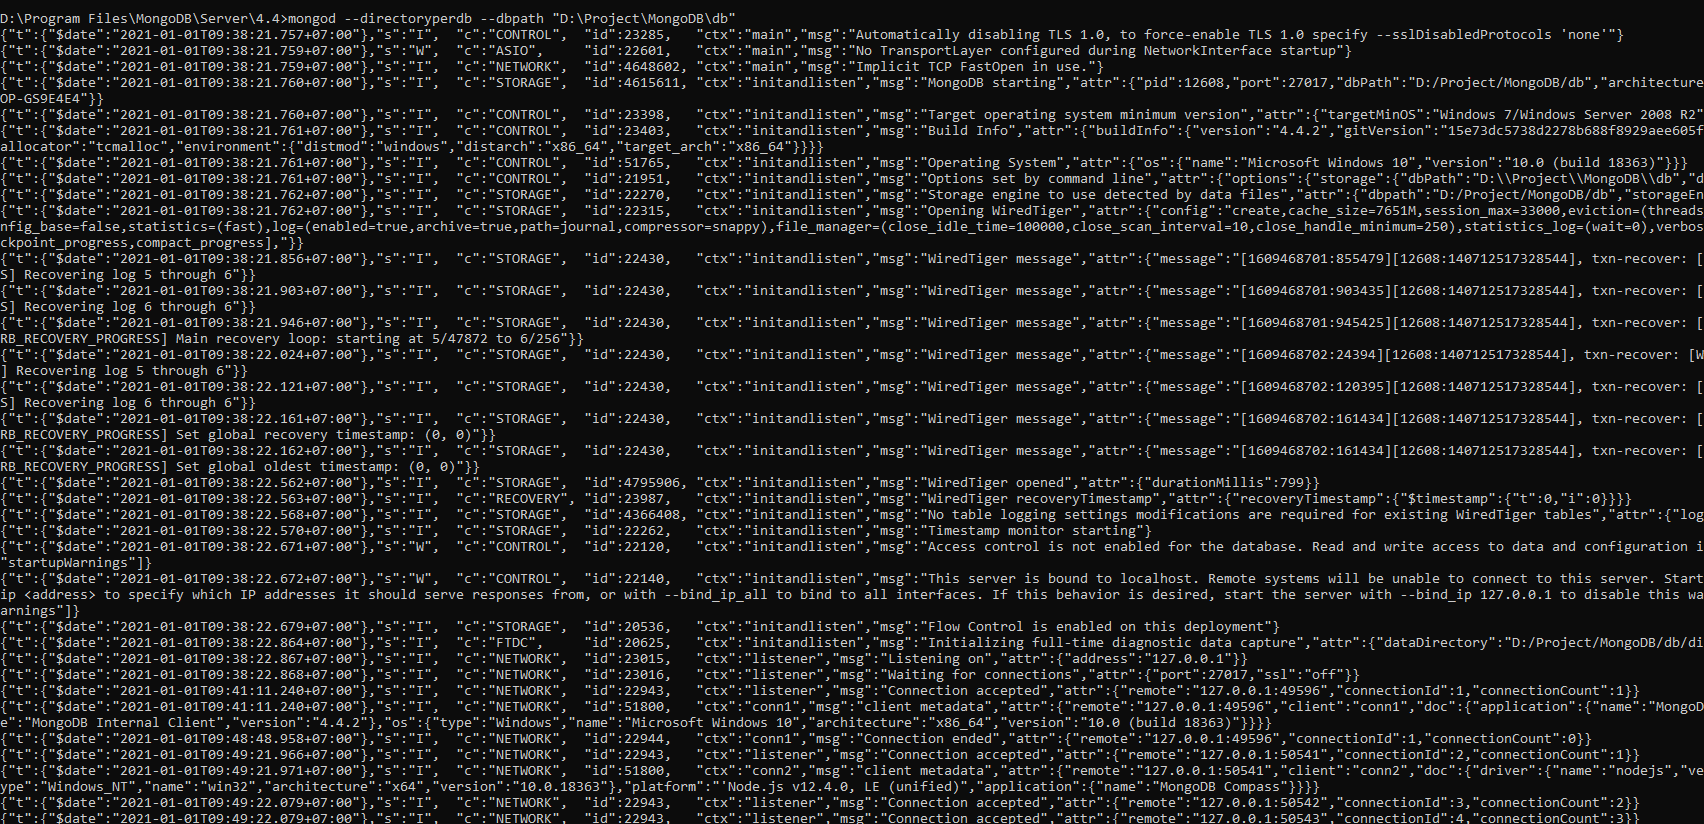 D:\Program Files\MongoDB\Server\4.4>mongod --directoryperdb --dbpath "D:\Project\MongoDB\db"
{"t":{"$date":"2021-01-01T09:38:21.757+07:00"},"s":"I",  "c":"CONTROL",  "id":23285,   "ctx":"main","msg":"Automatically disabling TLS 1.0, to force-enable TLS 1.0 specify --sslDisabledProtocols 'none'"}
{"t":{"$date":"2021-01-01T09:38:21.759+07:00"},"s":"W",  "c":"ASIO",     "id":22601,   "ctx":"main","msg":"No TransportLayer configured during NetworkInterface startup"}
{"t":{"$date":"2021-01-01T09:38:21.759+07:00"},"s":"I",  "c":"NETWORK",  "id":4648602, "ctx":"main","msg":"Implicit TCP FastOpen in use."}
{"t":{"$date":"2021-01-01T09:38:21.760+07:00"},"s":"I",  "c":"STORAGE",  "id":4615611, "ctx":"initandlisten","msg":"MongoDB starting","attr":{"pid":12608,"port":27017,"dbPath":"D:/Project/MongoDB/db","architecture
OP-GS9E4E4"}}
{"t":{"$date":"2021-01-01T09:38:21.760+07:00"},"s":"I",  "c":"CONTROL",  "id":23398,   "ctx":"initandlisten","msg":"Target operating system minimum version","attr":{"targetMinOS":"Windows 7/Windows Server 2008 R2"
{"t":{"$date":"2021-01-01T09:38:21.761+07:00"},"s":"I",  "c":"CONTROL",  "id":23403,   "ctx":"initandlisten","msg":"Build Info","attr":{"buildInfo":{"version":"4.4.2","gitVersion":"15e73dc5738d2278b688f8929aee605f
allocator":"tcmalloc","environment":{"distmod":"windows","distarch":"x86_64","target_arch":"x86_64"}}}}
{"t":{"$date":"2021-01-01T09:38:21.761+07:00"},"s":"I",  "c":"CONTROL",  "id":51765,   "ctx":"initandlisten","msg":"Operating System","attr":{"os":{"name":"Microsoft Windows 10","version":"10.0 (build 18363)"}}}
{"t":{"$date":"2021-01-01T09:38:21.761+07:00"},"s":"I",  "c":"CONTROL",  "id":21951,   "ctx":"initandlisten","msg":"Options set by command line","attr":{"options":{"storage":{"dbPath":"D:\\Project\\MongoDB\\db","d
{"t":{"$date":"2021-01-01T09:38:21.762+07:00"},"s":"I",  "c":"STORAGE",  "id":22270,   "ctx":"initandlisten","msg":"Storage engine to use detected by data files","attr":{"dbpath":"D:/Project/MongoDB/db","storageEn
{"t":{"$date":"2021-01-01T09:38:21.762+07:00"},"s":"I",  "c":"STORAGE",  "id":22315,   "ctx":"initandlisten","msg":"Opening WiredTiger","attr":{"config":"create,cache_size=7651M,session_max=33000,eviction=(threads
nfig_base=false,statistics=(fast),log=(enabled=true,archive=true,path=journal,compressor=snappy),file_manager=(close_idle_time=100000,close_scan_interval=10,close_handle_minimum=250),statistics_log=(wait=0),verbos
ckpoint_progress,compact_progress],"}}
{"t":{"$date":"2021-01-01T09:38:21.856+07:00"},"s":"I",  "c":"STORAGE",  "id":22430,   "ctx":"initandlisten","msg":"WiredTiger message","attr":{"message":"[1609468701:855479][12608:140712517328544], txn-recover: [
S] Recovering log 5 through 6"}}
{"t":{"$date":"2021-01-01T09:38:21.903+07:00"},"s":"I",  "c":"STORAGE",  "id":22430,   "ctx":"initandlisten","msg":"WiredTiger message","attr":{"message":"[1609468701:903435][12608:140712517328544], txn-recover: [
S] Recovering log 6 through 6"}}
{"t":{"$date":"2021-01-01T09:38:21.946+07:00"},"s":"I",  "c":"STORAGE",  "id":22430,   "ctx":"initandlisten","msg":"WiredTiger message","attr":{"message":"[1609468701:945425][12608:140712517328544], txn-recover: [
RB_RECOVERY_PROGRESS] Main recovery loop: starting at 5/47872 to 6/256"}}
{"t":{"$date":"2021-01-01T09:38:22.024+07:00"},"s":"I",  "c":"STORAGE",  "id":22430,   "ctx":"initandlisten","msg":"WiredTiger message","attr":{"message":"[1609468702:24394][12608:140712517328544], txn-recover: [W
] Recovering log 5 through 6"}}
{"t":{"$date":"2021-01-01T09:38:22.121+07:00"},"s":"I",  "c":"STORAGE",  "id":22430,   "ctx":"initandlisten","msg":"WiredTiger message","attr":{"message":"[1609468702:120395][12608:140712517328544], txn-recover: [
S] Recovering log 6 through 6"}}
{"t":{"$date":"2021-01-01T09:38:22.161+07:00"},"s":"I",  "c":"STORAGE",  "id":22430,   "ctx":"initandlisten","msg":"WiredTiger message","attr":{"message":"[1609468702:161434][12608:140712517328544], txn-recover: [
RB_RECOVERY_PROGRESS] Set global recovery timestamp: (0, 0)"}}
{"t":{"$date":"2021-01-01T09:38:22.162+07:00"},"s":"I",  "c":"STORAGE",  "id":22430,   "ctx":"initandlisten","msg":"WiredTiger message","attr":{"message":"[1609468702:161434][12608:140712517328544], txn-recover: [
RB_RECOVERY_PROGRESS] Set global oldest timestamp: (0, 0)"}}
{"t":{"$date":"2021-01-01T09:38:22.562+07:00"},"s":"I",  "c":"STORAGE",  "id":4795906, "ctx":"initandlisten","msg":"WiredTiger opened","attr":{"durationMillis":799}}
{"t":{"$date":"2021-01-01T09:38:22.563+07:00"},"s":"I",  "c":"RECOVERY", "id":23987,   "ctx":"initandlisten","msg":"WiredTiger recoveryTimestamp","attr":{"recoveryTimestamp":{"$timestamp":{"t":0,"i":0}}}}
{"t":{"$date":"2021-01-01T09:38:22.568+07:00"},"s":"I",  "c":"STORAGE",  "id":4366408, "ctx":"initandlisten","msg":"No table logging settings modifications are required for existing WiredTiger tables","attr":{"log
{"t":{"$date":"2021-01-01T09:38:22.570+07:00"},"s":"I",  "c":"STORAGE",  "id":22262,   "ctx":"initandlisten","msg":"Timestamp monitor starting"}
{"t":{"$date":"2021-01-01T09:38:22.671+07:00"},"s":"W",  "c":"CONTROL",  "id":22120,   "ctx":"initandlisten","msg":"Access control is not enabled for the database. Read and write access to data and configuration i
"startupWarnings"]}
{"t":{"$date":"2021-01-01T09:38:22.672+07:00"},"s":"W",  "c":"CONTROL",  "id":22140,   "ctx":"initandlisten","msg":"This server is bound to localhost. Remote systems will be unable to connect to this server. Start
ip <address> to specify which IP addresses it should serve responses from, or with --bind_ip_all to bind to all interfaces. If this behavior is desired, start the server with --bind_ip 127.0.0.1 to disable this wa
arnings"]}
{"t":{"$date":"2021-01-01T09:38:22.679+07:00"},"s":"I",  "c":"STORAGE",  "id":20536,   "ctx":"initandlisten","msg":"Flow Control is enabled on this deployment"}
{"t":{"$date":"2021-01-01T09:38:22.864+07:00"},"s":"I",  "c":"FTDC",     "id":20625,   "ctx":"initandlisten","msg":"Initializing full-time diagnostic data capture","attr":{"dataDirectory":"D:/Project/MongoDB/db/di
{"t":{"$date":"2021-01-01T09:38:22.867+07:00"},"s":"I",  "c":"NETWORK",  "id":23015,   "ctx":"listener","msg":"Listening on","attr":{"address":"127.0.0.1"}}
{"t":{"$date":"2021-01-01T09:38:22.868+07:00"},"s":"I",  "c":"NETWORK",  "id":23016,   "ctx":"listener","msg":"Waiting for connections","attr":{"port":27017,"ssl":"off"}}
{"t":{"$date":"2021-01-01T09:41:11.240+07:00"},"s":"I",  "c":"NETWORK",  "id":22943,   "ctx":"listener","msg":"Connection accepted","attr":{"remote":"127.0.0.1:49596","connectionId":1,"connectionCount":1}}
{"t":{"$date":"2021-01-01T09:41:11.240+07:00"},"s":"I",  "c":"NETWORK",  "id":51800,   "ctx":"conn1","msg":"client metadata","attr":{"remote":"127.0.0.1:49596","client":"conn1","doc":{"application":{"name":"MongoD
e":"MongoDB Internal Client","version":"4.4.2"},"os":{"type":"Windows","name":"Microsoft Windows 10","architecture":"x86_64","version":"10.0 (build 18363)"}}}}
{"t":{"$date":"2021-01-01T09:48:48.958+07:00"},"s":"I",  "c":"NETWORK",  "id":22944,   "ctx":"conn1","msg":"Connection ended","attr":{"remote":"127.0.0.1:49596","connectionId":1,"connectionCount":0}}
{"t":{"$date":"2021-01-01T09:49:21.966+07:00"},"s":"I",  "c":"NETWORK",  "id":22943,   "ctx":"listener","msg":"Connection accepted","attr":{"remote":"127.0.0.1:50541","connectionId":2,"connectionCount":1}}
{"t":{"$date":"2021-01-01T09:49:21.971+07:00"},"s":"I",  "c":"NETWORK",  "id":51800,   "ctx":"conn2","msg":"client metadata","attr":{"remote":"127.0.0.1:50541","client":"conn2","doc":{"driver":{"name":"nodejs","ve
ype":"Windows_NT","name":"win32","architecture":"x64","version":"10.0.18363"},"platform":"'Node.js v12.4.0, LE (unified)","application":{"name":"MongoDB Compass"}}}}
{"t":{"$date":"2021-01-01T09:49:22.079+07:00"},"s":"I",  "c":"NETWORK",  "id":22943,   "ctx":"listener","msg":"Connection accepted","attr":{"remote":"127.0.0.1:50542","connectionId":3,"connectionCount":2}}
{"t":{"$date":"2021-01-01T09:49:22.079+07:00"},"s":"I",  "c":"NETWORK",  "id":22943,   "ctx":"listener","msg":"Connection accepted","attr":{"remote":"127.0.0.1:50543","connectionId":4,"connectionCount":3}}